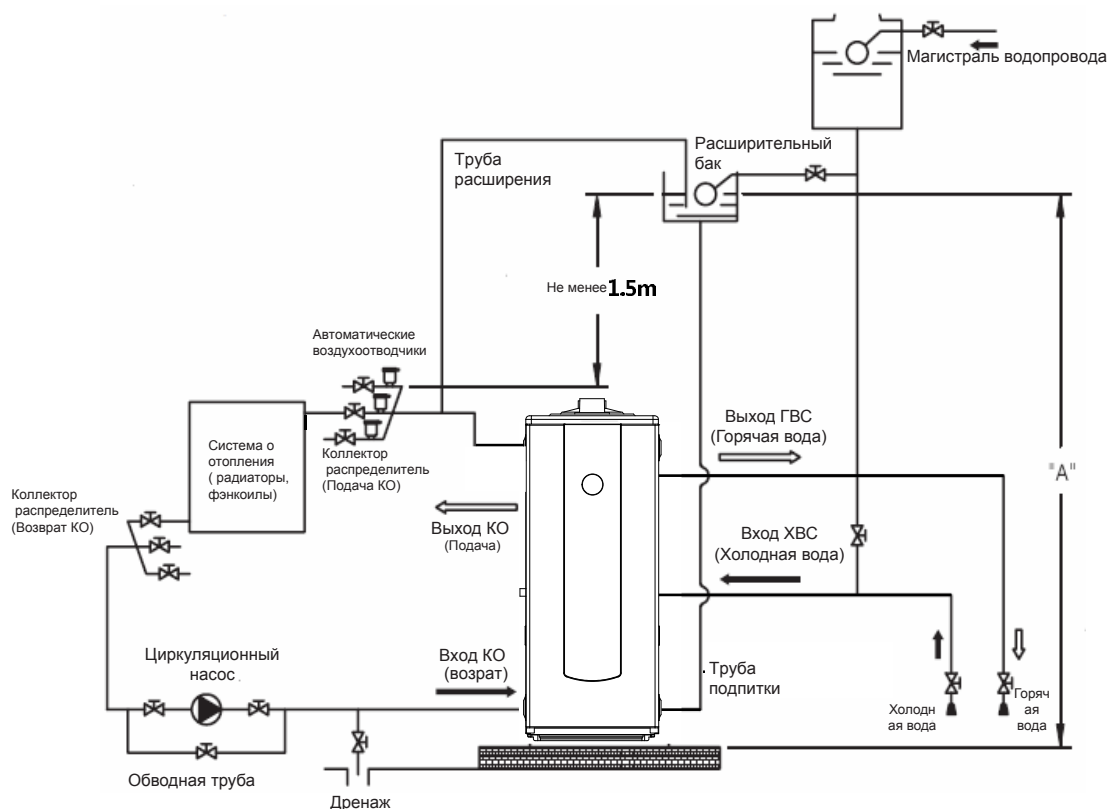 Магистраль водопровода
Расширительный
бак
Труба
расширения
Не менее 1.5m
Автоматические
воздухоотводчики
Выход ГВС
(Горячая вода)
"A"
Система о
отопления
( радиаторы,
фэнкоилы)
Коллектор
распределитель
(Подача КО)
Коллектор
распределитель
(Возврат КО)
Выход КО
(Подача)
Вход ХВС
(Холодная вода)
Циркуляционный
насос
Вход КО
(возрат)
Труба
подпитки
Холодн
ая вода
Горяч
ая
вода
Обводная труба
Дренаж